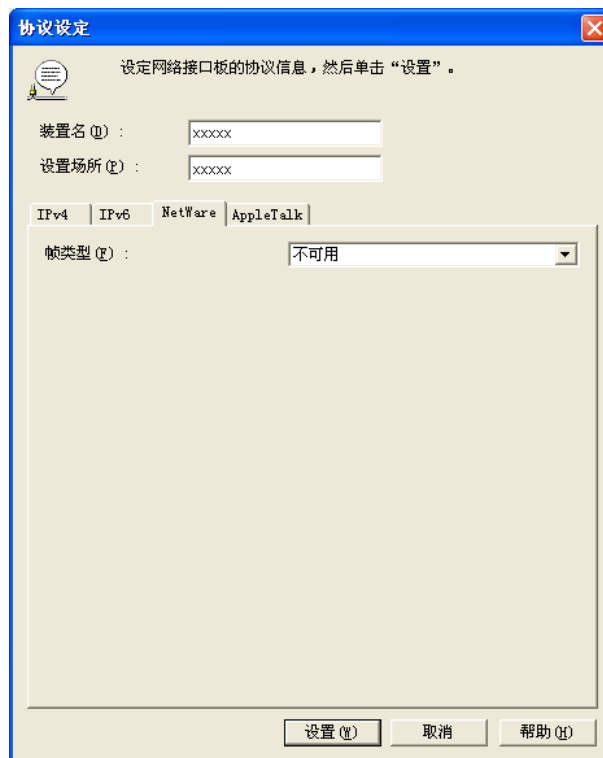 协议设定
设定网络接口板的协议信息，然后单击“设置”。
装置名(D)： xxxxx
设置场所(P)： xxxxx
IPv4 IPv6 NetWare AppleTalk
帧类型(F)： 不可用
设置(W) 取消 帮助(H)